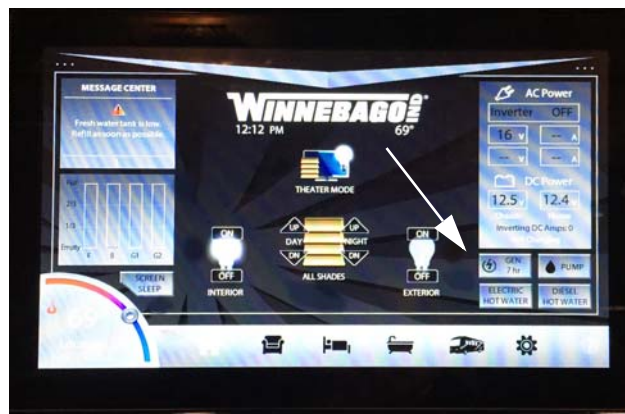 MESSAGE CENTER
Fresh water tank is low.
Refill as soon as possible.
Full
2/3
1/3
Empty
F B G1 G2
SCREEN
SLEEP
WINNEBAGO IND
12:12 PM 69°
THEATER MODE
ON
OFF
INTERIOR
UP UP
DAY NIGHT
DN DN
ALL SHADES
ON
OFF
EXTERIOR
AC Power
Inverter OFF
16 V -- A
-- V -- A
DC Power
12.5 V 12.4 V
Chassis House
Inverting DC Amps: 0
GEN
7 hr
PUMP
ELECTRIC
HOT WATER
DIESEL
HOT WATER